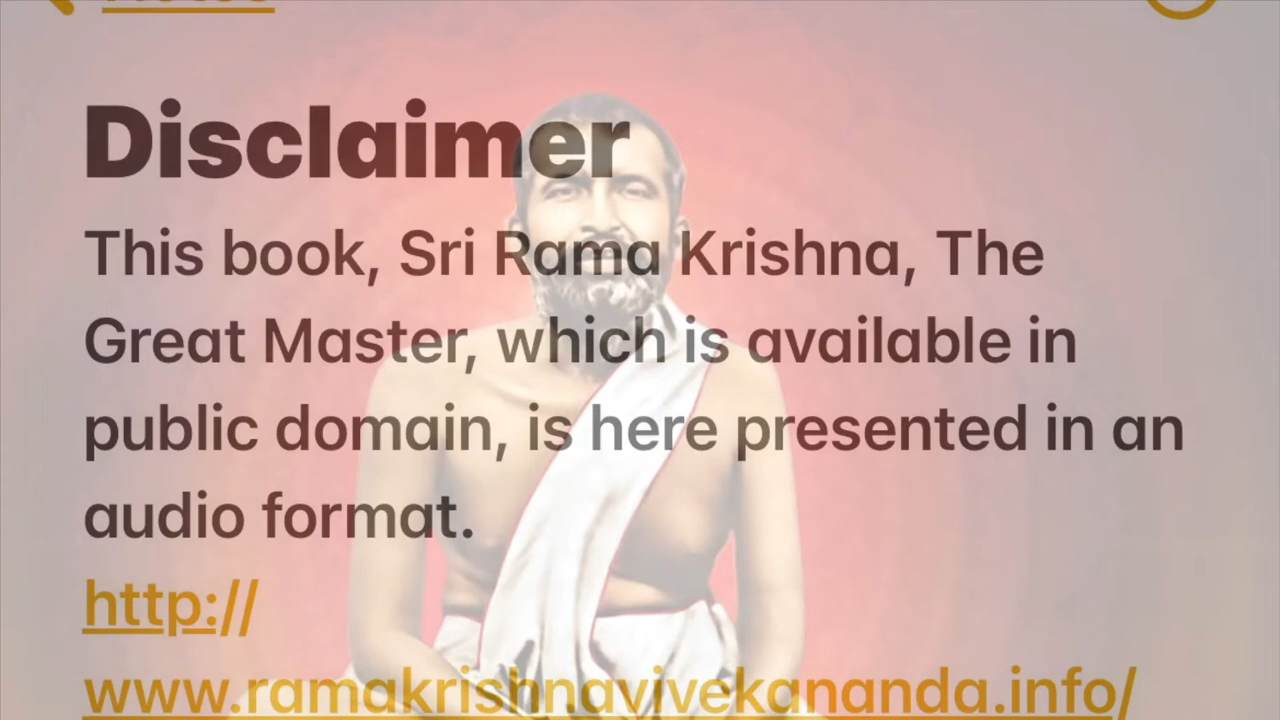 Notes
Disclaimer
This book, Sri Rama Krishna, The
Great Master, which is available in
public domain, is here presented in an
audio format.
http://
www.ramakrishnavivekananda.info/